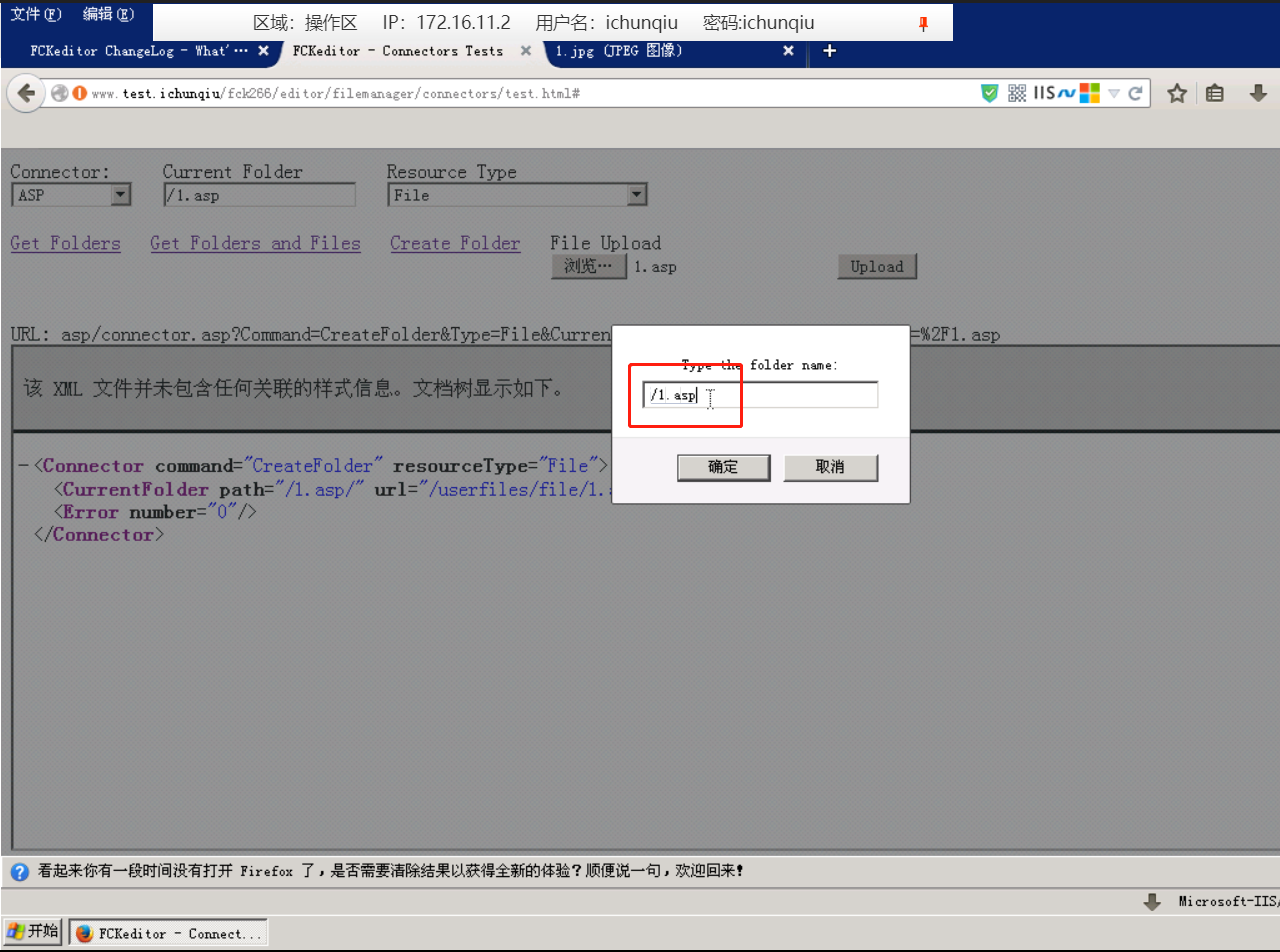 文件(F) 编辑(E)
区域: 操作区 IP: 172.16.11.2 用户名: ichunqiu 密码:ichunqiu
FCKeditor ChangeLog - What'… FCKeditor - Connectors Tests 1.jpg (JPEG 图像)
www.test.ichunqiu/fck266/editor/filemanager/connectors/test.html#
IIS
Connector: Current Folder Resource Type
ASP /1.asp File
Get Folders Get Folders and Files Create Folder File Upload
浏览… 1.asp Upload
URL: asp/connector.asp?Command=CreateFolder&Type=File&Curren =%2F1.asp
Type the folder name:
/1.asp
确定 取消
该 XML 文件并未包含任何关联的样式信息。文档树显示如下。
-<Connector command="CreateFolder" resourceType="File">
<CurrentFolder path="/1.asp/" url="/userfiles/file/1.
<Error number="0"/>
</Connector>
看起来你有一段时间没有打开 Firefox 了，是否需要清除结果以获得全新的体验？顺便说一句，欢迎回来！
Microsoft-IIS/
开始 FCKeditor - Connect...